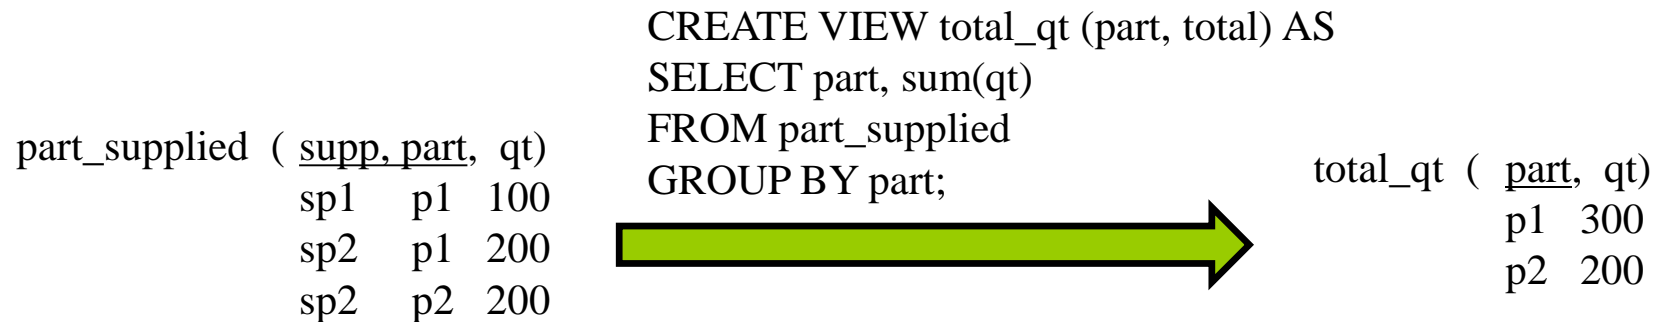 CREATE VIEW total_qt (part, total) AS
SELECT part, sum(qt)
FROM part_supplied
GROUP BY part;
part_supplied ( supp, part, qt)
sp1 p1 100
sp2 p1 200
sp2 p2 200
total_qt ( part, qt)
p1 300
p2 200